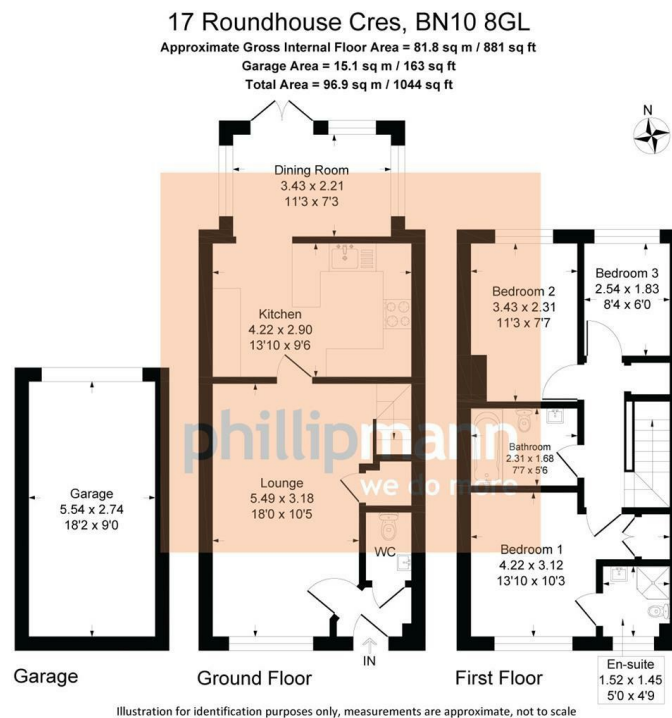 17 Roundhouse Cres, BN10 8GL
Approximate Gross Internal Floor Area = 81.8 sq m / 881 sq ft
Garage Area = 15.1 sq m / 163 sq ft
Total Area = 96.9 sq m / 1044 sq ft
N
Dining Room
3.43 x 2.21
11'3 x 7'3
Kitchen
4.22 x 2.90
13'10 x 9'6
Lounge
5.49 x 3.18
18'0 x 10'5
WC
IN
Garage
5.54 x 2.74
18'2 x 9'0
Bedroom 2
3.43 x 2.31
11'3 x 7'7
Bedroom 3
2.54 x 1.83
8'4 x 6'0
Bathroom
2.31 x 1.68
7'7 x 5'6
Bedroom 1
4.22 x 3.12
13'10 x 10'3
En-suite
1.52 x 1.45
5'0 x 4'9
phillipmann
we do more
Garage
Ground Floor
First Floor
Illustration for identification purposes only, measurements are approximate, not to scale